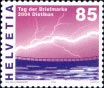 Tag der Briefmarke
2004 Dietikon
85
HELVETIA